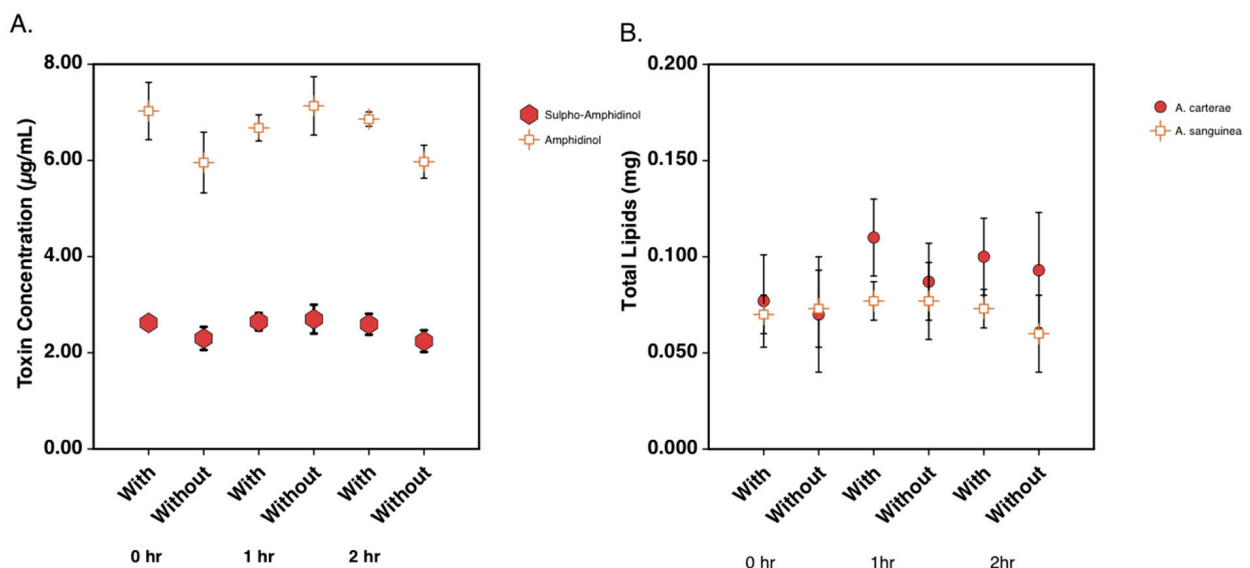 A.
Toxin Concentration (µg/mL)
8.00
6.00
4.00
2.00
0.00
With
Without
With
Without
With
Without
0 hr
1 hr
2 hr
Sulpho-Amphidinol
Amphidinol
B.
Total Lipids (mg)
0.200
0.150
0.100
0.050
0.000
With
Without
With
Without
With
Without
0 hr
1hr
2hr
A. carterae
A. sanguinea